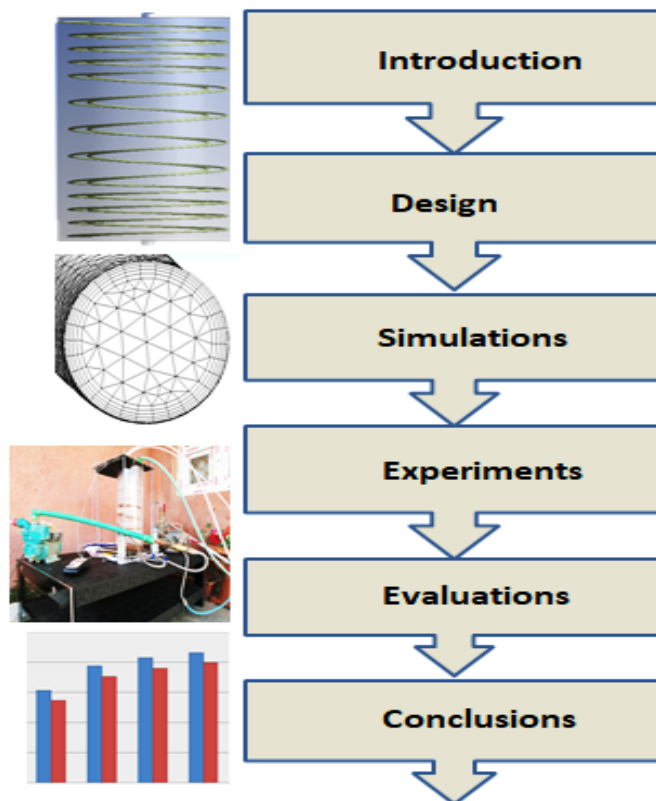 Introduction
Design
Simulations
Experiments
Evaluations
Conclusions